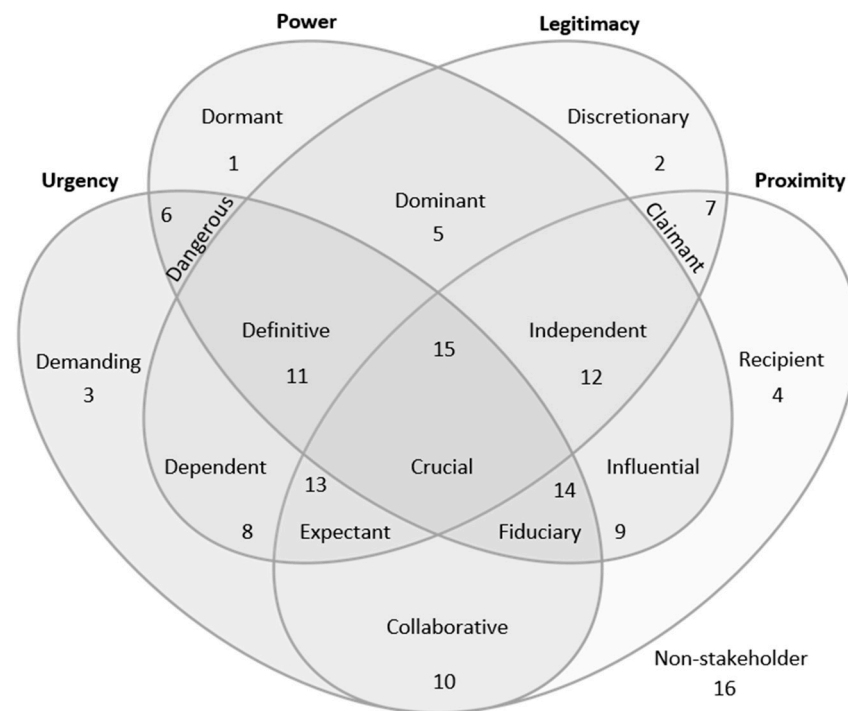 Power
Legitimacy
Dormant
1
Discretionary
2
Urgency
Proximity
6
Dangerous
Dominant
5
Claimant
7
Demanding
3
Definitive
11
15
Independent
12
Recipient
4
Dependent
8
13
Expectant
Crucial
14
Fiduciary
Influential
9
Collaborative
10
Non-stakeholder
16